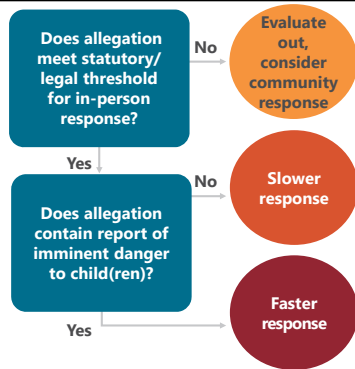 Does allegation
meet statutory/
legal threshold
for in-person
response?
No
Evaluate
out,
consider
community
response
Yes
Does allegation
contain report of
imminent danger
to child(ren)?
No
Slower
response
Yes
Faster
response